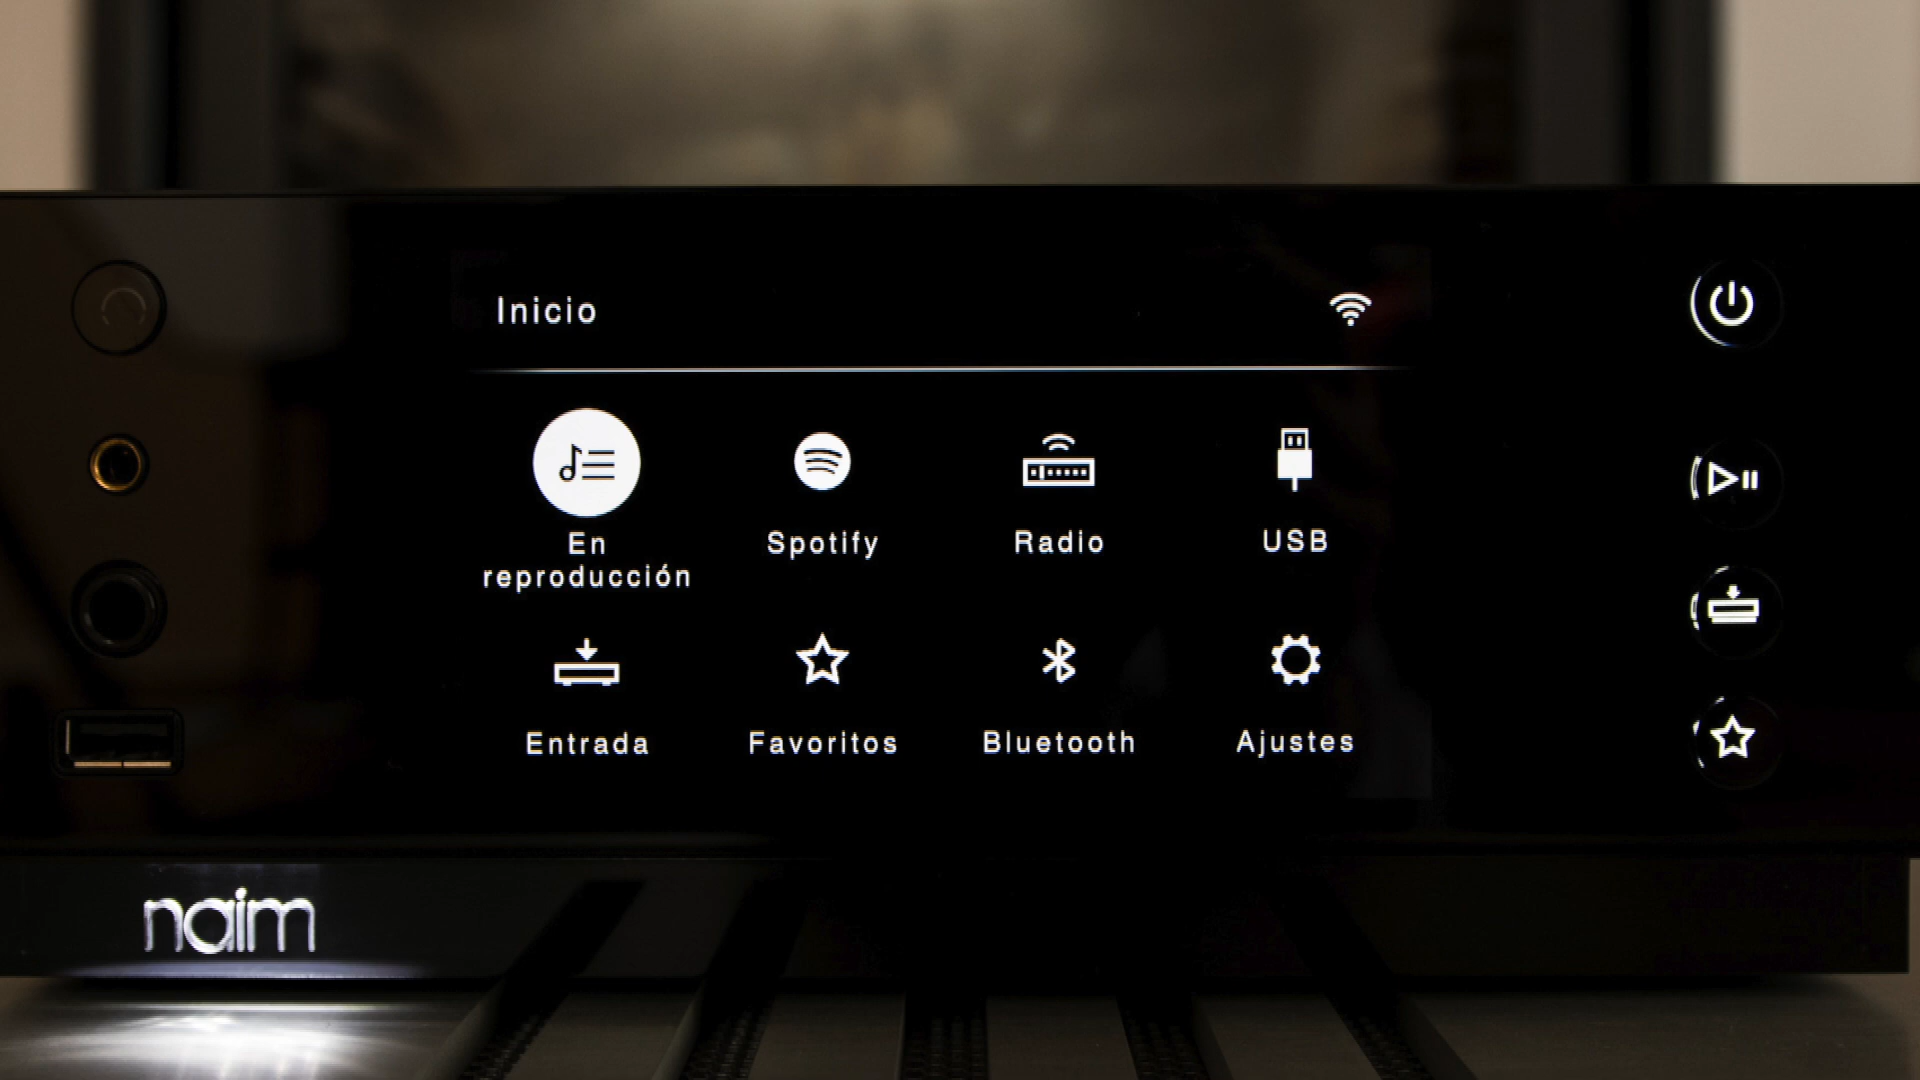 Inicio
En
reproducción
Spotify
Radio
USB
Entrada
Favoritos
Bluetooth
Ajustes
naim